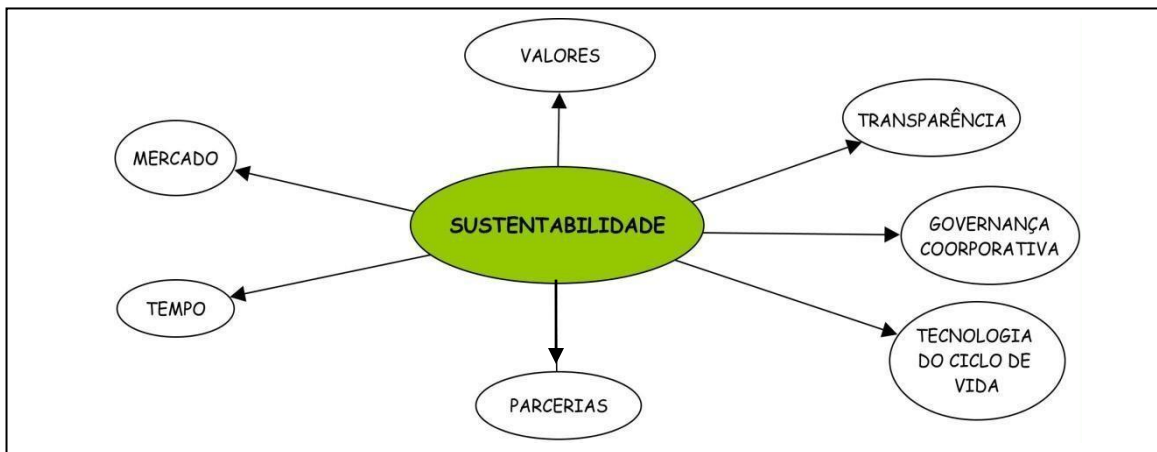 VALORES
TRANSPARÊNCIA
MERCADO
SUSTENTABILIDADE
GOVERNANÇA
COORPORATIVA
TEMPO
TECNOLOGIA
DO CICLO DE
VIDA
PARCERIAS